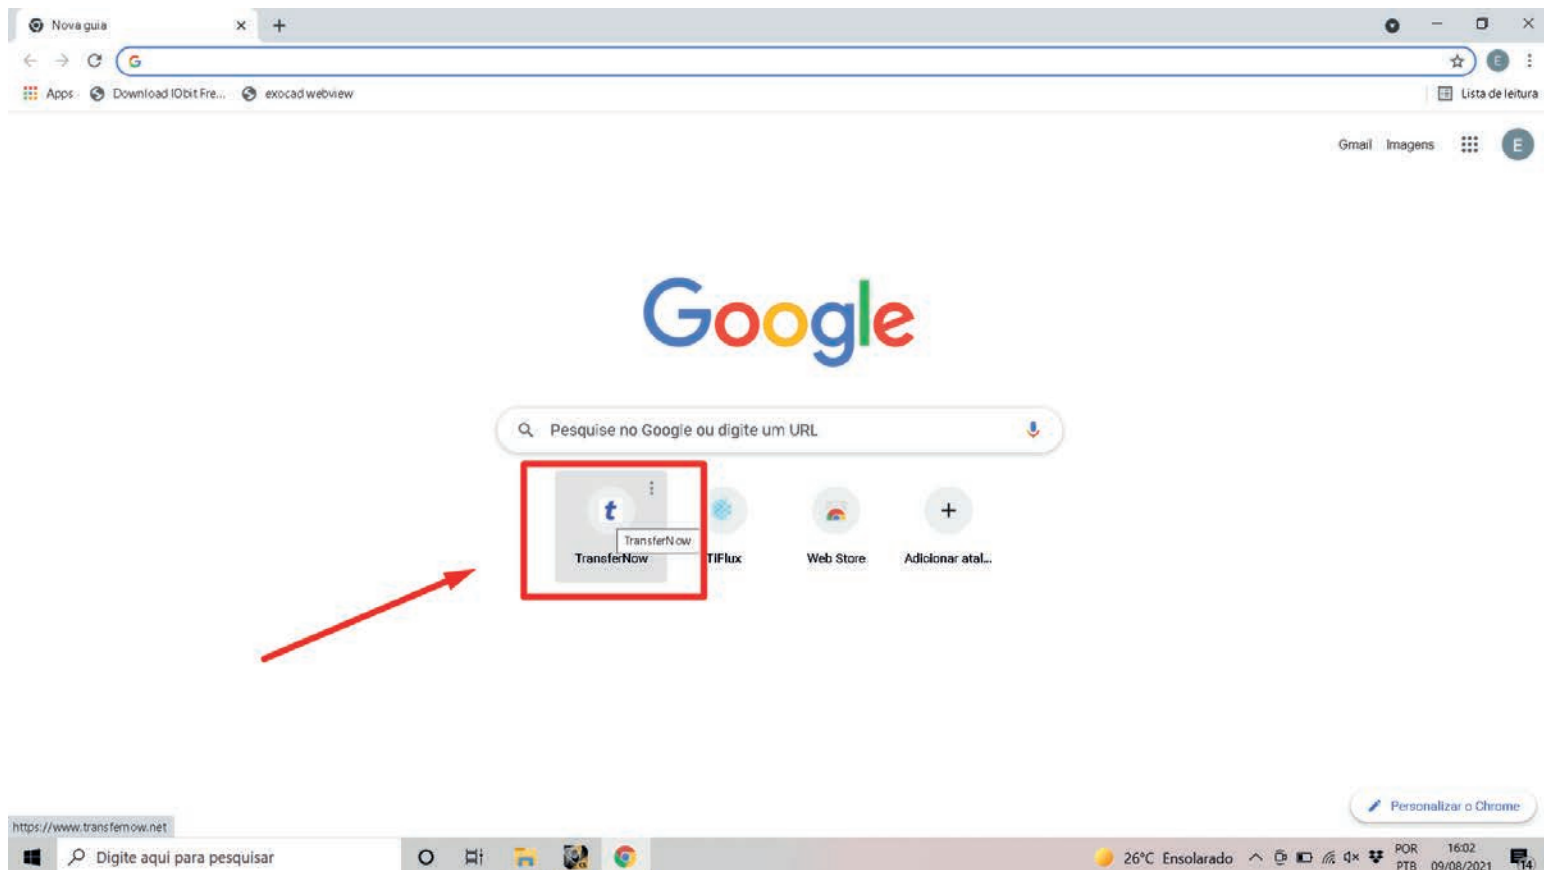 Nova guia
G
E
Apps
Download IObit Fre...
exocad webview
Lista de leitura
Gmail
Imagens
E
Google
Pesquise no Google ou digite um URL
t
TransferNow
TransferNow
TiFlux
Web Store
Adicionar atal...
Personalizar o Chrome
https://www.transfernow.net
Digite aqui para pesquisar
26°C Ensolarado
POR
PTB
16:02
09/08/2021
14